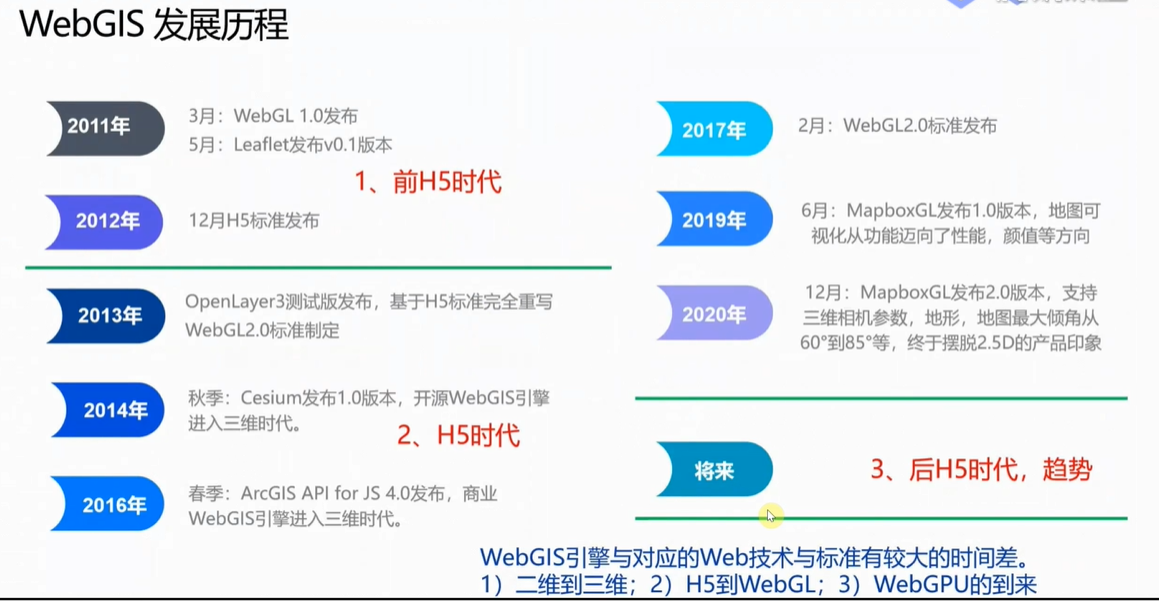 WebGIS 发展历程
2011年
3月：WebGL 1.0发布
5月：Leaflet发布v0.1版本
1、前H5时代
2012年
12月H5标准发布
2013年
OpenLayer3测试版发布，基于H5标准完全重写
WebGL2.0标准制定
2014年
秋季：Cesium发布1.0版本，开源WebGIS引擎
进入三维时代。
2、H5时代
2016年
春季：ArcGIS API for JS 4.0发布，商业
WebGIS引擎进入三维时代。
2017年
2月：WebGL2.0标准发布
2019年
6月：MapboxGL发布1.0版本，地图可
视化从功能迈向了性能，颜值等方向
2020年
12月：MapboxGL发布2.0版本，支持
三维相机参数，地形，地图最大倾角从
60°到85°等，终于摆脱2.5D的产品印象
将来
3、后H5时代，趋势
WebGIS引擎与对应的Web技术与标准有较大的时间差。
1）二维到三维；2）H5到WebGL；3）WebGPU的到来